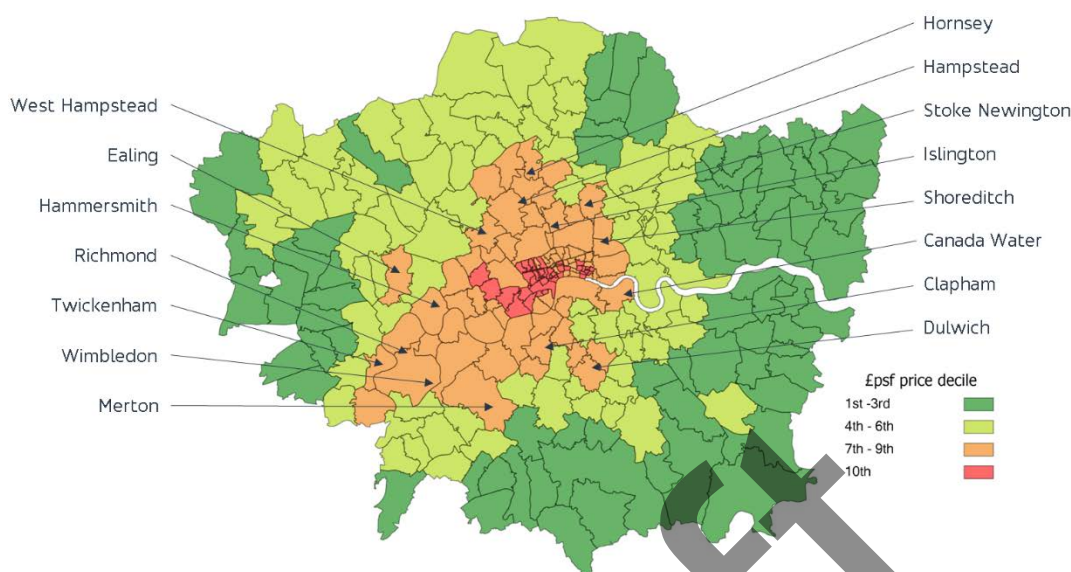 West Hampstead
Ealing
Hammersmith
Richmond
Twickenham
Wimbledon
Merton
Hornsey
Hampstead
Stoke Newington
Islington
Shoreditch
Canada Water
Clapham
Dulwich
£psf price decile
1st -3rd
4th - 6th
7th - 9th
10th